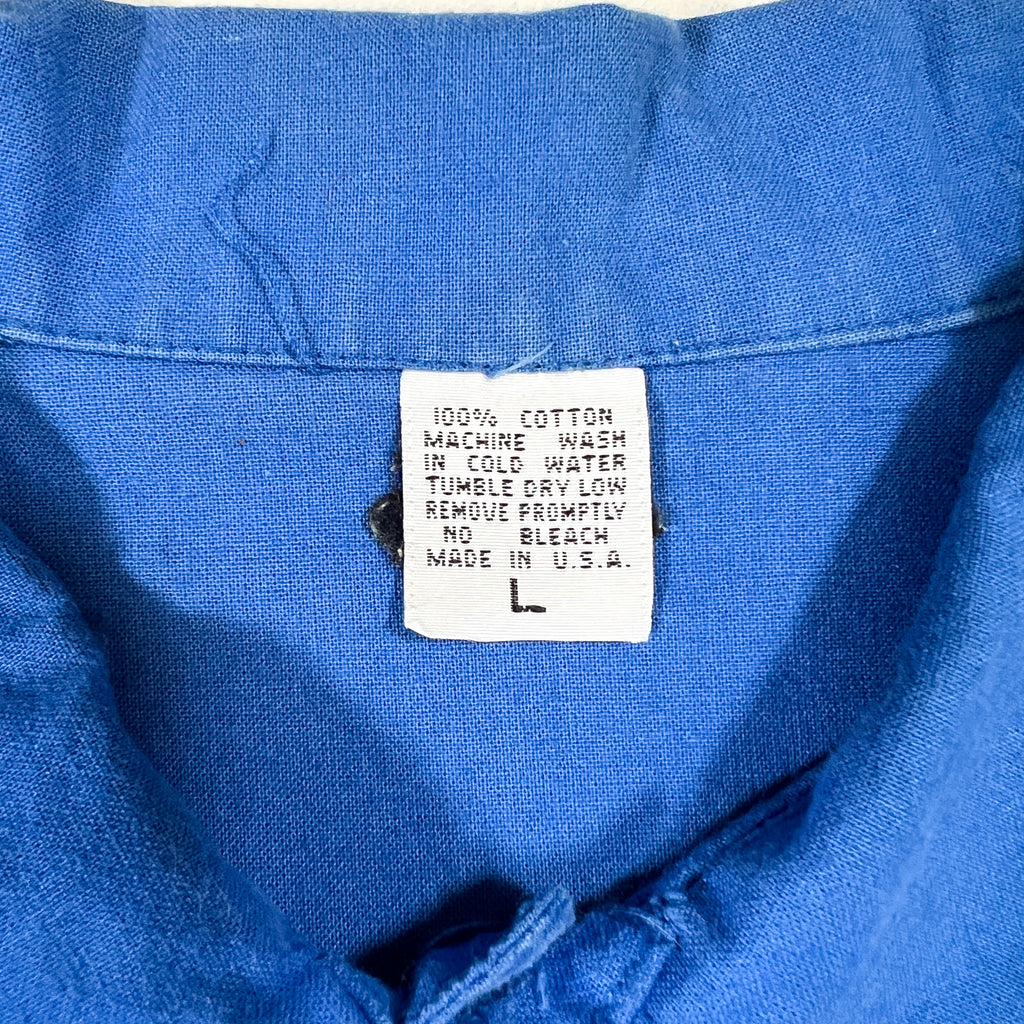 100% COTTON
MACHINE WASH
IN COLD WATER
TUMBLE DRY LOW
REMOVE PROMPTLY
NO BLEACH
MADE IN U.S.A.
L